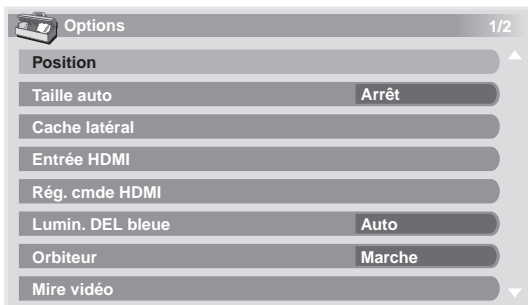 Options 1/2
Position
Taille auto Arrêt
Cache latéral
Entrée HDMI
Rég. cmde HDMI
Lumin. DEL bleue Auto
Orbiteur Marche
Mire vidéo